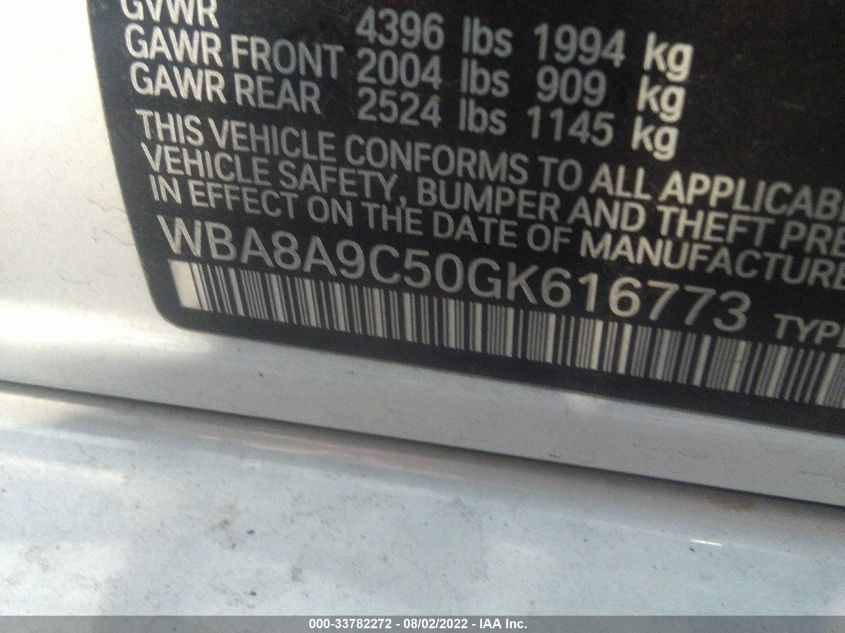 GVWR 4396 lbs 1994 kg
GAWR FRONT 2004 lbs 909 kg
GAWR REAR 2524 lbs 1145 kg
THIS VEHICLE CONFORMS TO ALL APPLICAB
VEHICLE SAFETY, BUMPER AND THEFT PRE
IN EFFECT ON THE DATE OF MANUFACTURE
WBA8A9C50GK616773 TYPE
000-33782272 - 08/02/2022 - IAA Inc.